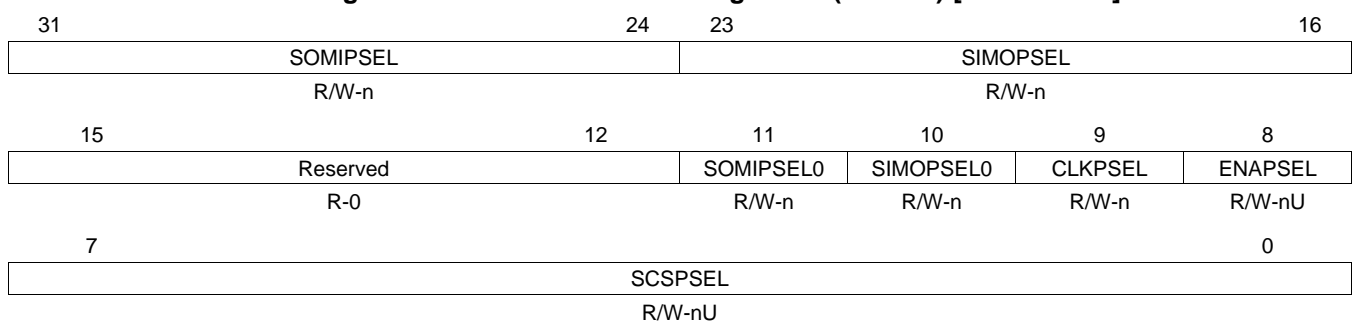 31 24 23 16
SOMIPSEL SIMOPSEL
R/W-n R/W-n
15 12 11 10 9 8
Reserved SOMIPSEL0 SIMOPSEL0 CLKPSEL ENAPSEL
R-0 R/W-n R/W-n R/W-n R/W-nU
7 0
SCSPSEL
R/W-nU